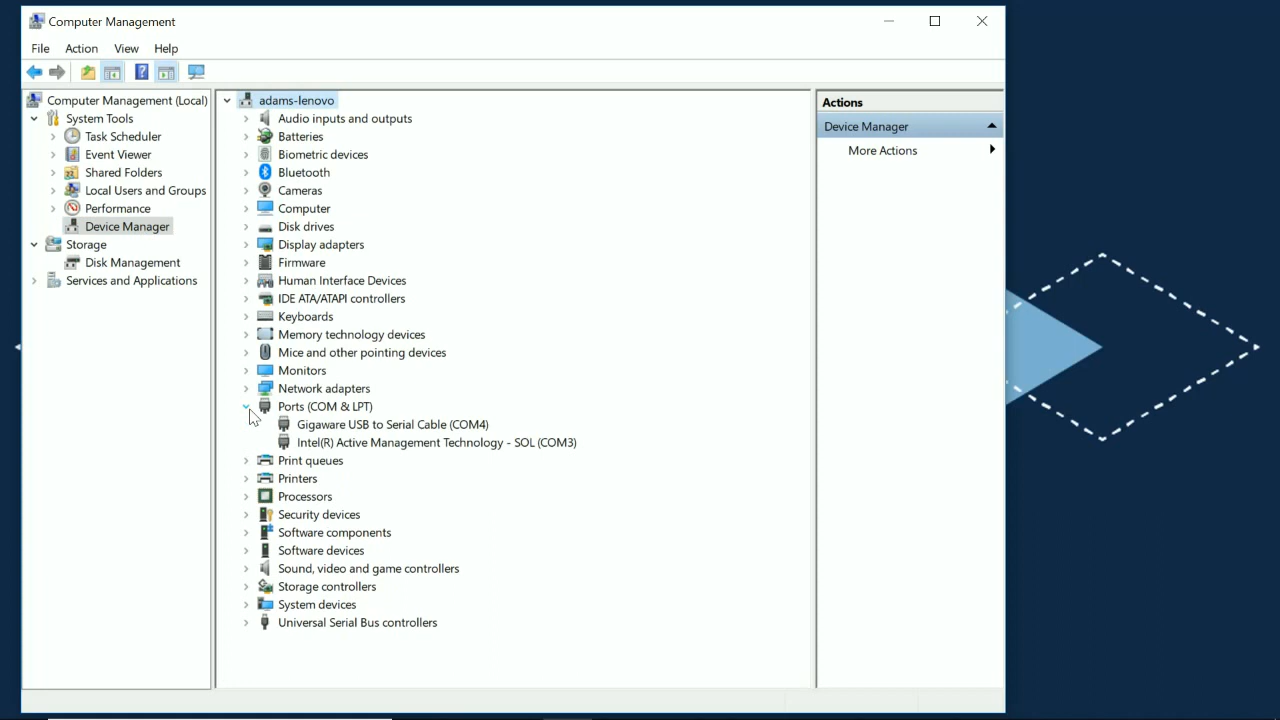 Computer Management
File Action View Help
Computer Management (Local)
System Tools
Task Scheduler
Event Viewer
Shared Folders
Local Users and Groups
Performance
Device Manager
Storage
Disk Management
Services and Applications
adams-lenovo
Audio inputs and outputs
Batteries
Biometric devices
Bluetooth
Cameras
Computer
Disk drives
Display adapters
Firmware
Human Interface Devices
IDE ATA/ATAPI controllers
Keyboards
Memory technology devices
Mice and other pointing devices
Monitors
Network adapters
Ports (COM & LPT)
Gigaware USB to Serial Cable (COM4)
Intel(R) Active Management Technology - SOL (COM3)
Print queues
Printers
Processors
Security devices
Software components
Software devices
Sound, video and game controllers
Storage controllers
System devices
Universal Serial Bus controllers
Actions
Device Manager
More Actions